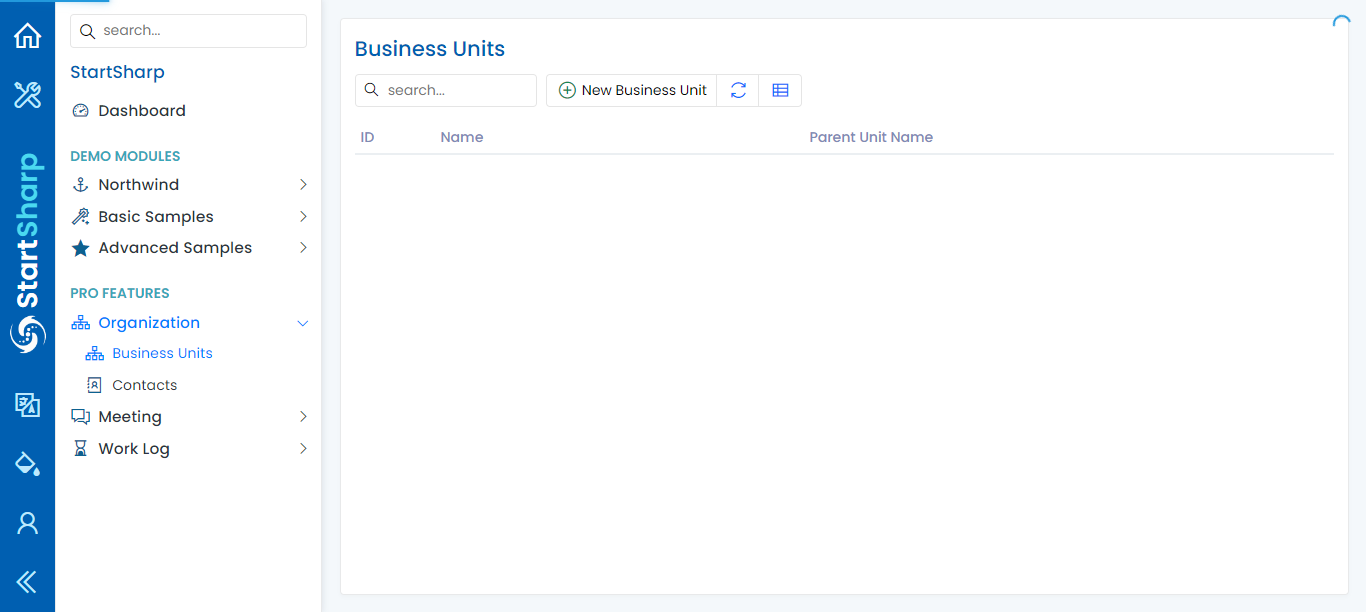 search...
StartSharp
Dashboard
DEMO MODULES
Northwind
Basic Samples
Advanced Samples
PRO FEATURES
Organization
Business Units
Contacts
Meeting
Work Log
StartSharp
Business Units
search...
New Business Unit
ID Name Parent Unit Name